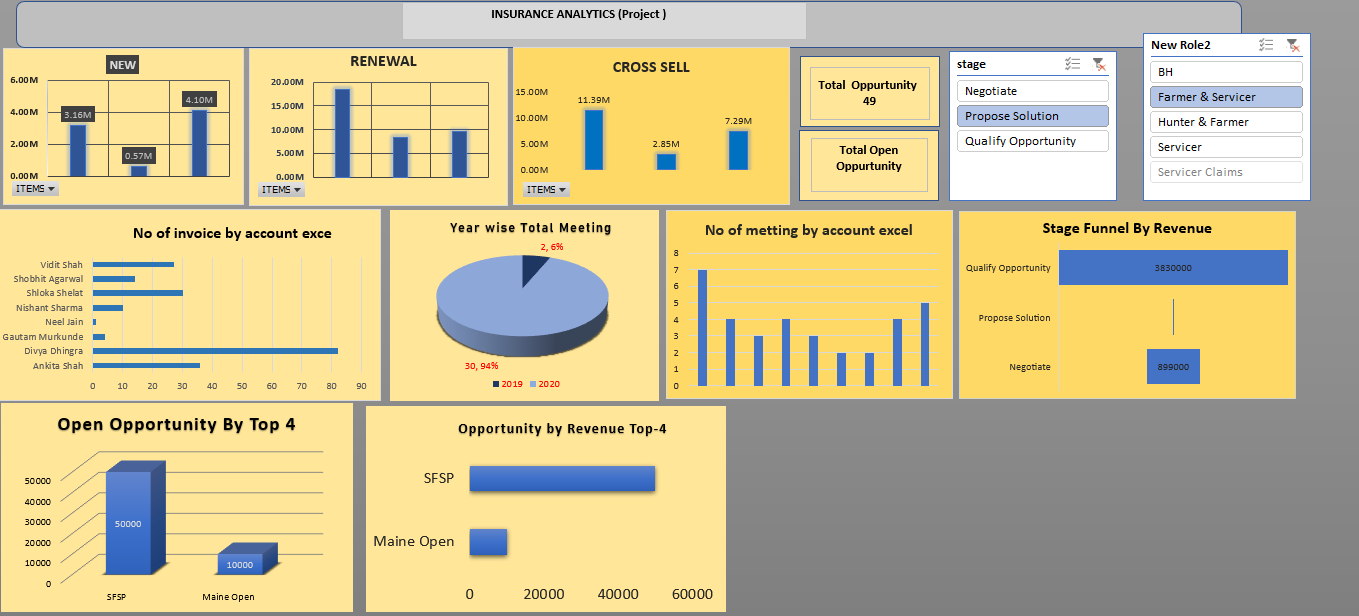 INSURANCE ANALYTICS (Project )
NEW
6.00M
4.00M
2.00M
0.00M
3.16M
0.57M
4.10M
ITEMS
RENEWAL
20.00M
15.00M
10.00M
5.00M
0.00M
ITEMS
CROSS SELL
15.00M
10.00M
5.00M
0.00M
11.39M
2.85M
7.29M
ITEMS
Total Oppurtunity
49
Total Open
Oppurtunity
stage
Negotiate
Propose Solution
Qualify Opportunity
New Role2
BH
Farmer & Servicer
Hunter & Farmer
Servicer
Servicer Claims
No of invoice by account exce
Vidit Shah
Shobhit Agarwal
Shloka Shelat
Nishant Sharma
Neel Jain
Gautam Murkunde
Divya Dhingra
Ankita Shah
0 10 20 30 40 50 60 70 80 90
Year wise Total Meeting
2, 6%
30, 94%
2019 2020
No of metting by account excel
8
7
6
5
4
3
2
1
0
Stage Funnel By Revenue
Qualify Opportunity
3830000
Propose Solution
Negotiate
899000
Open Opportunity By Top 4
50000
40000
30000
20000
10000
0
50000
10000
SFSP
Maine Open
Opportunity by Revenue Top-4
SFSP
Maine Open
0 20000 40000 60000